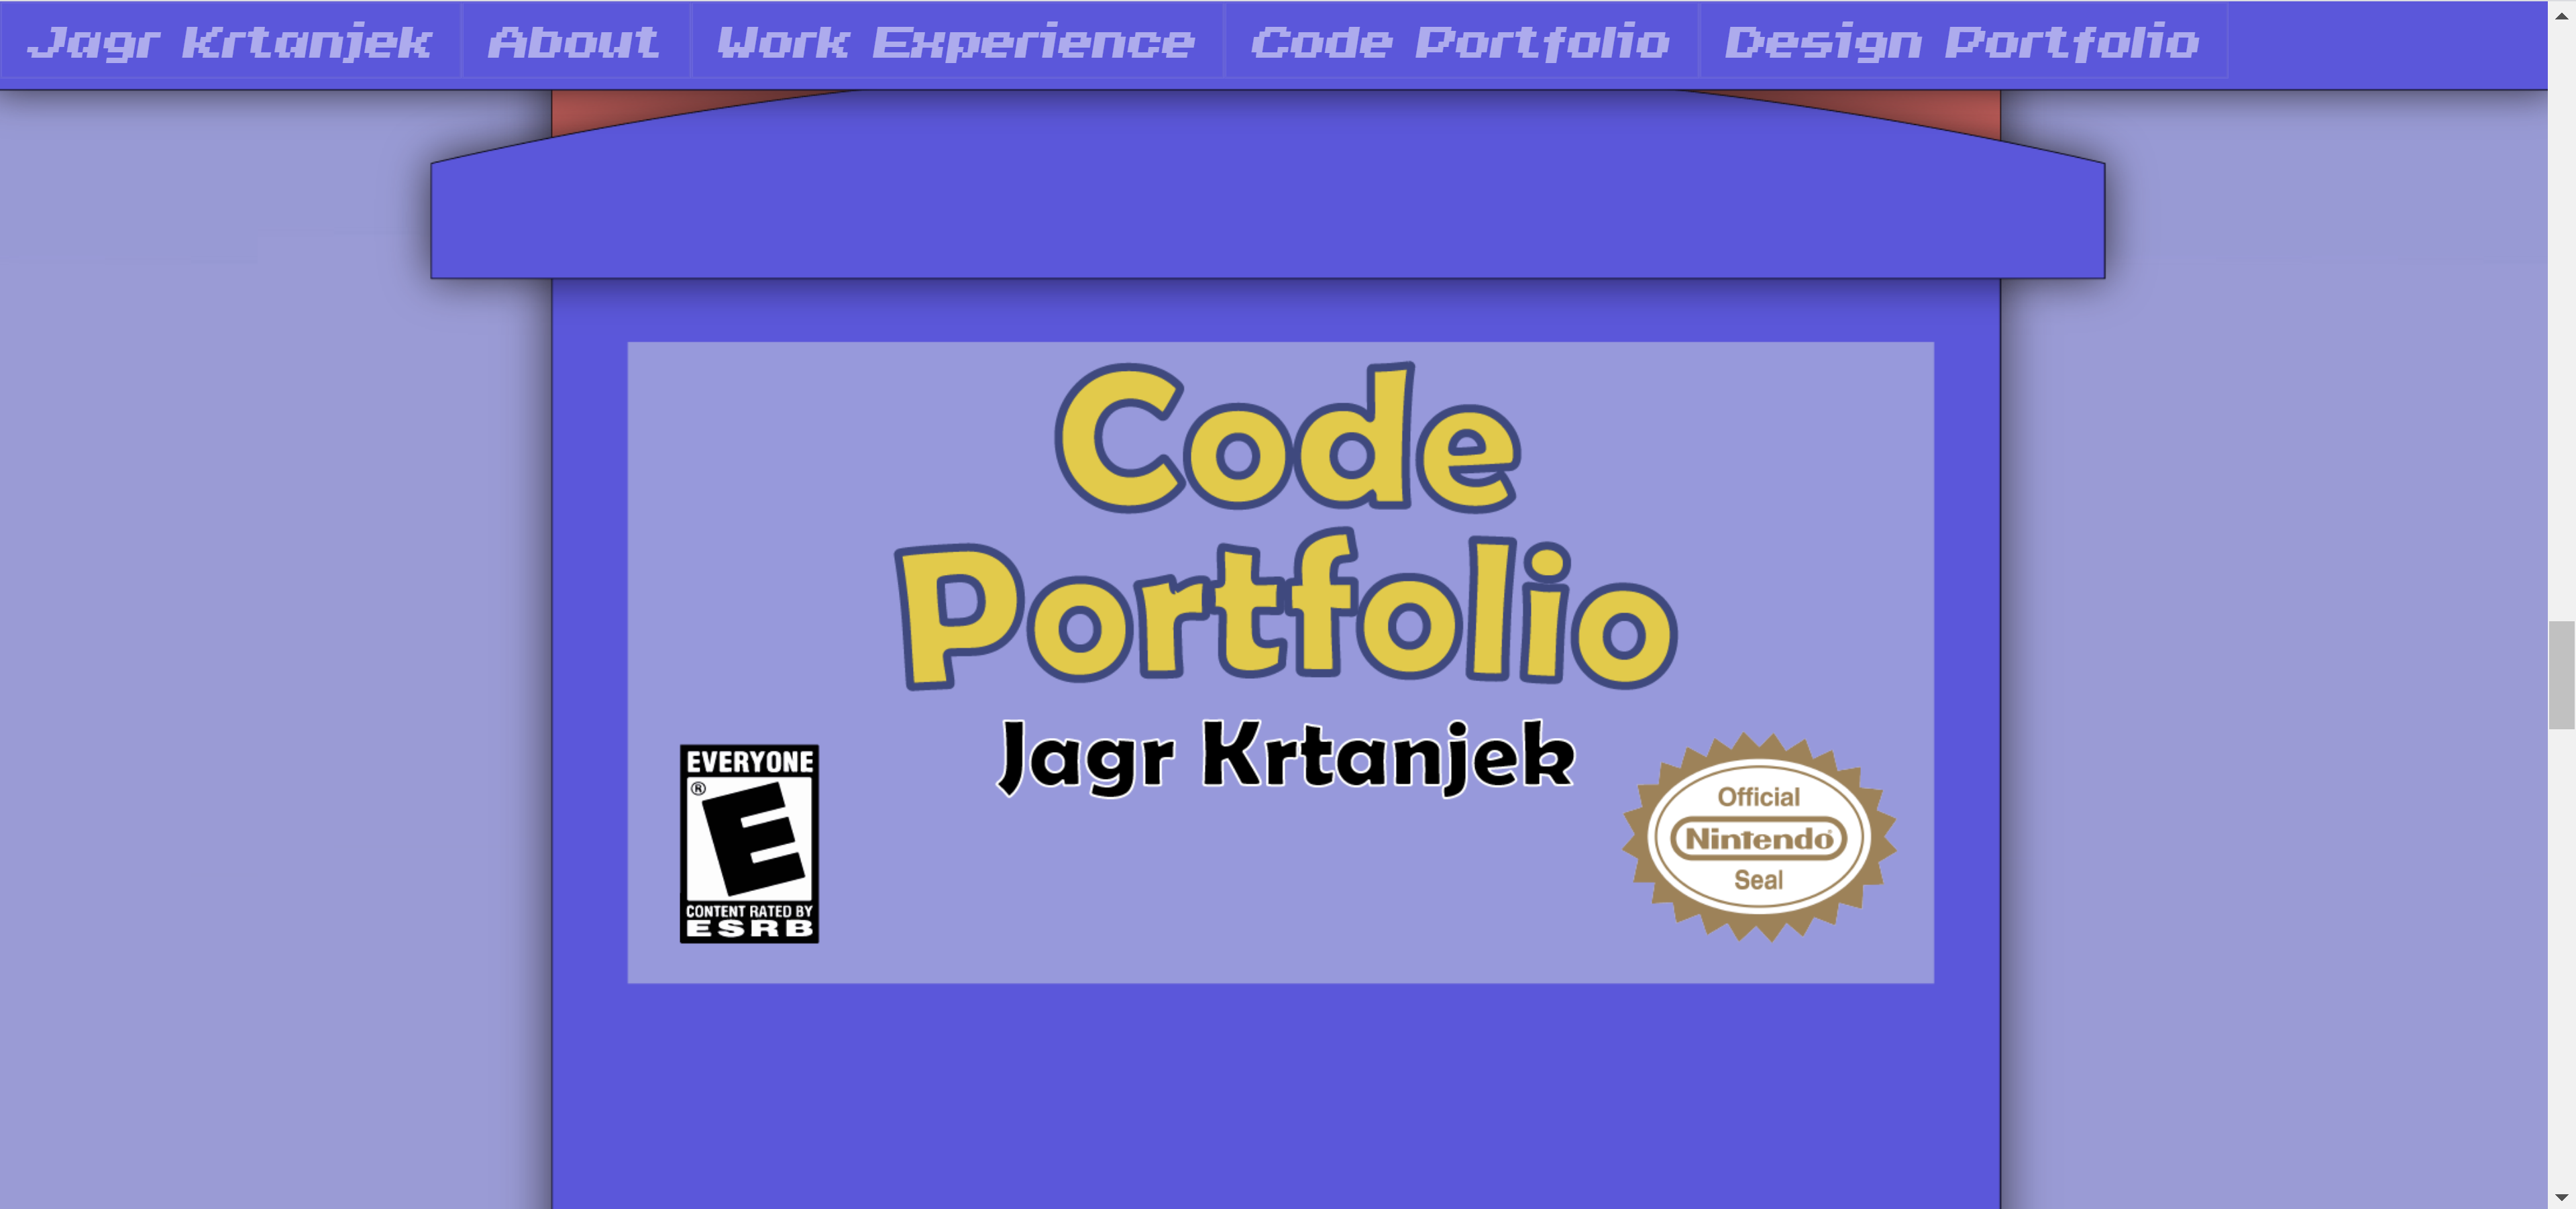 Jagr Krtanjek
About
Work Experience
Code Portfolio
Design Portfolio
Code
Portfolio
Jagr Krtanjek
EVERYONE
®
E
CONTENT RATED BY
ESRB
Official
Nintendo®
Seal